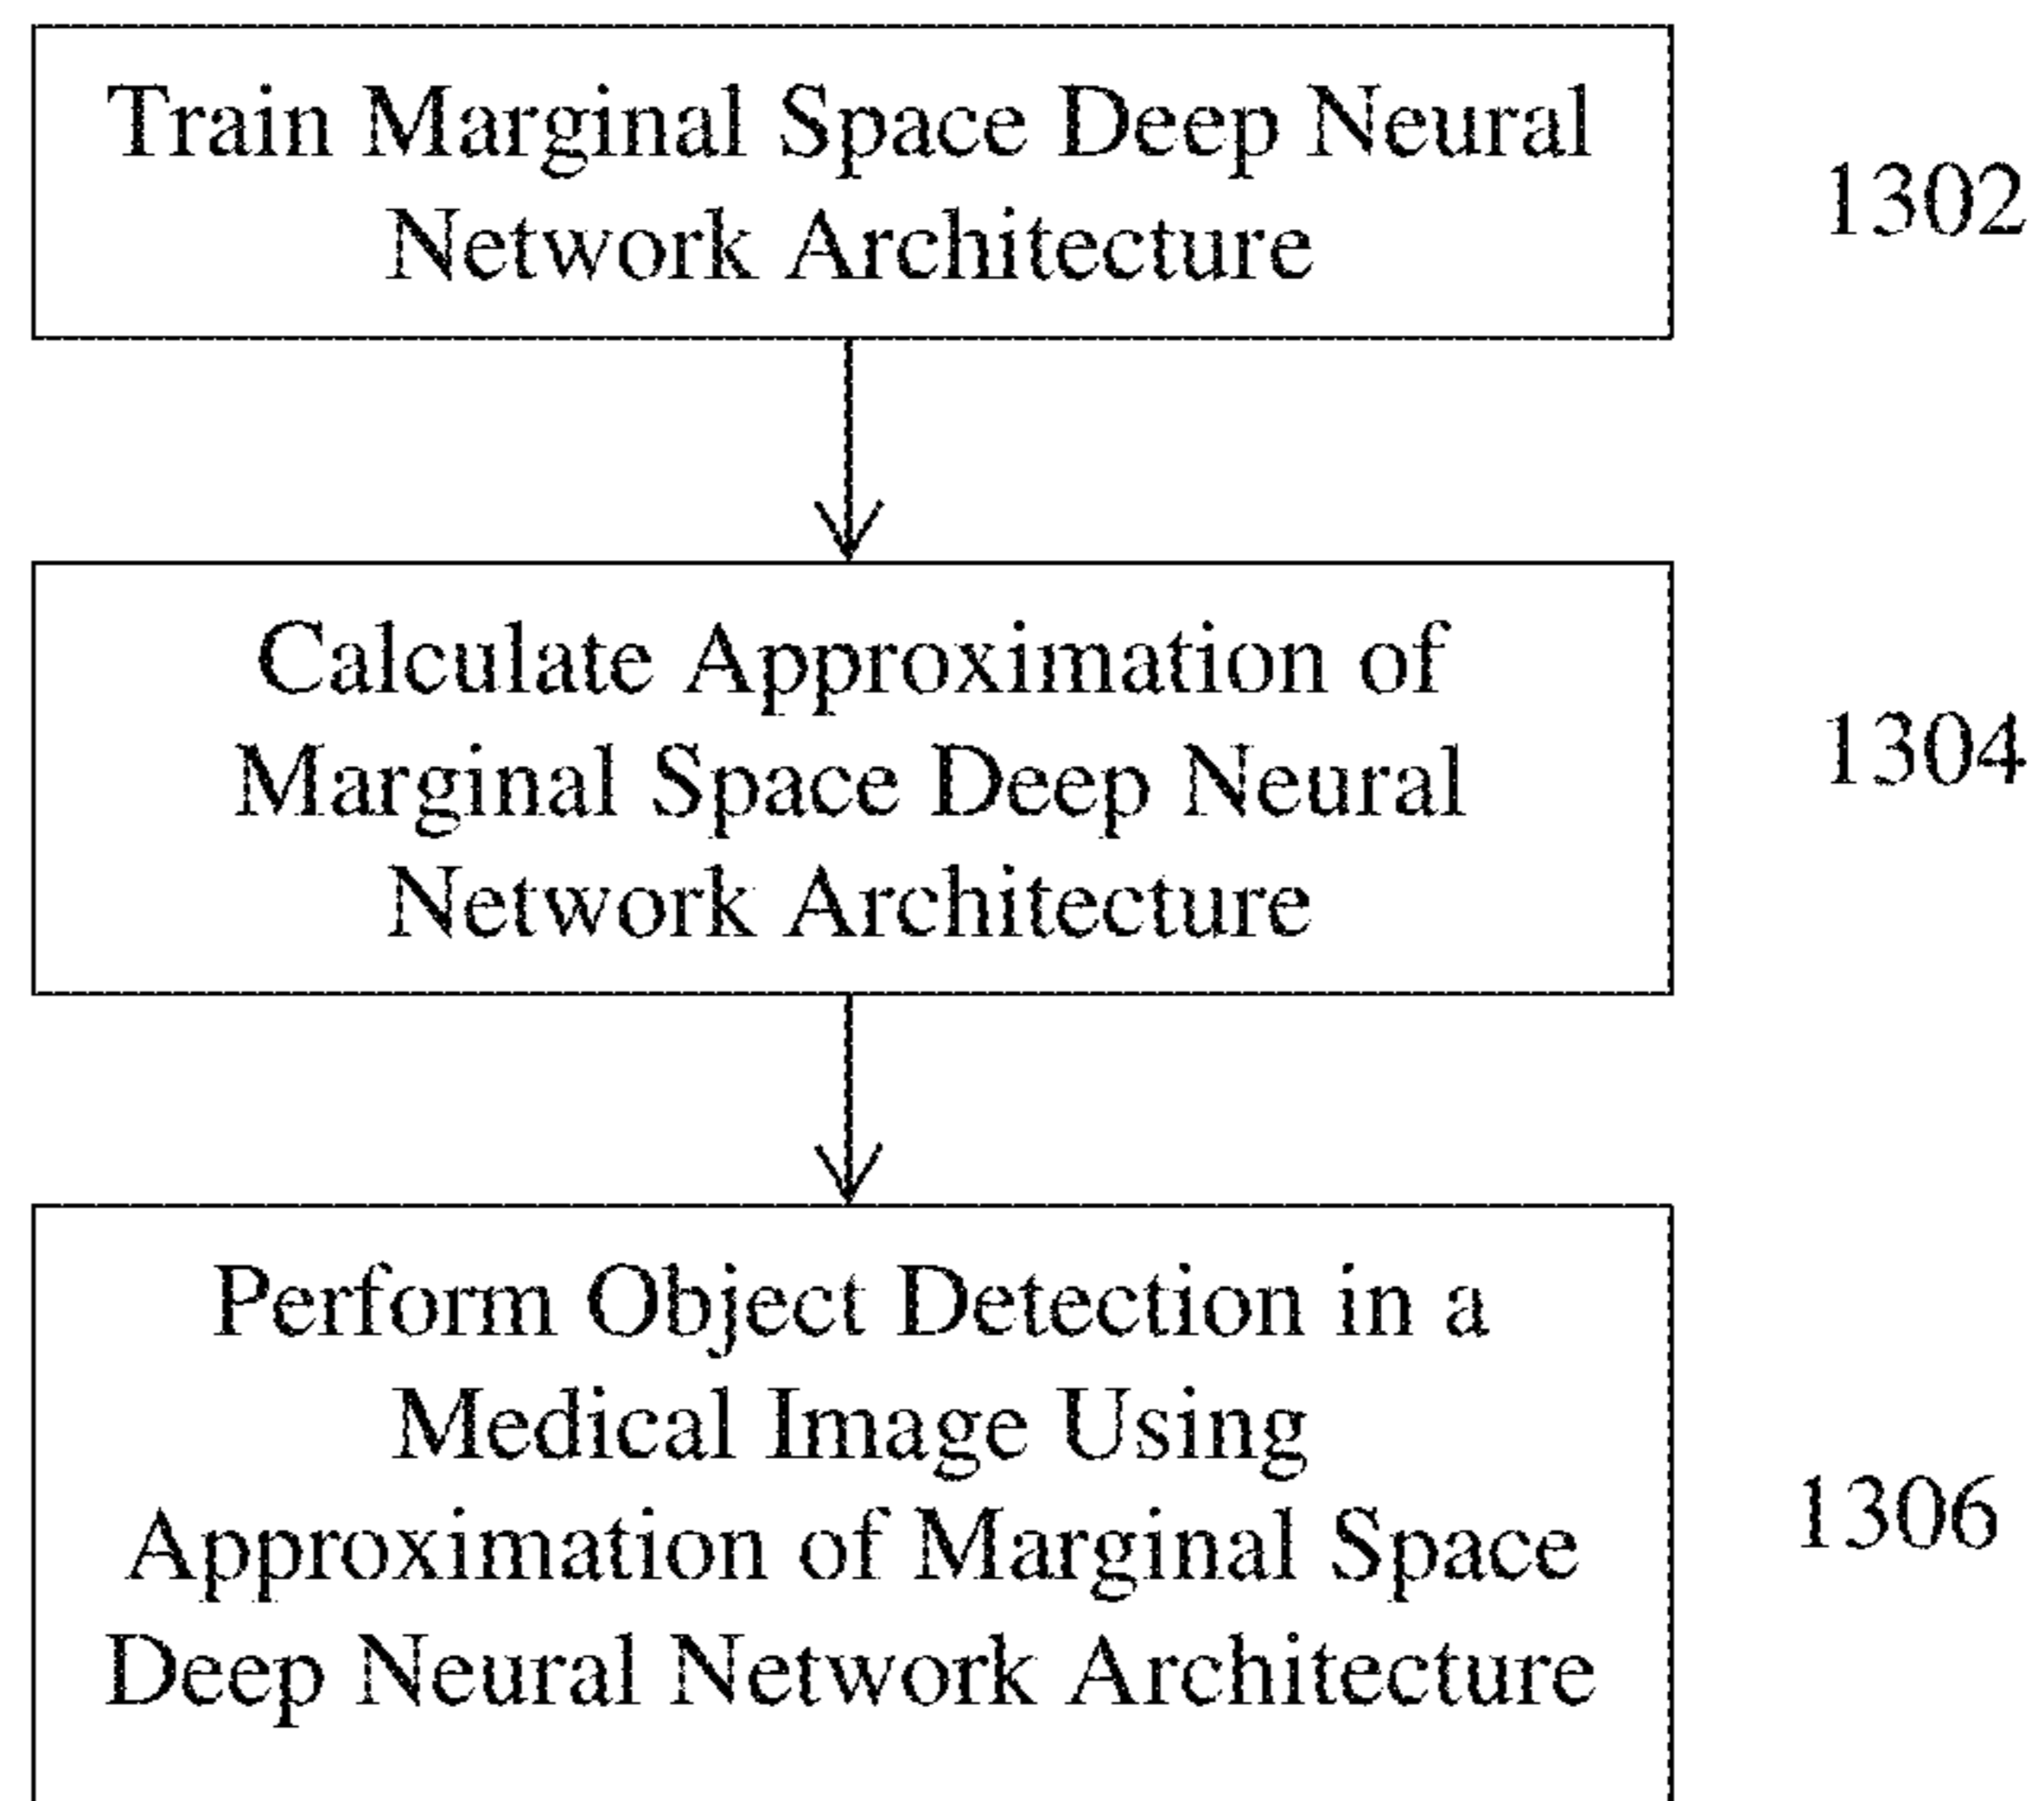 Train Marginal Space Deep Neural
Network Architecture
1302
Calculate Approximation of
Marginal Space Deep Neural
Network Architecture
1304
Perform Object Detection in a
Medical Image Using
Approximation of Marginal Space
Deep Neural Network Architecture
1306